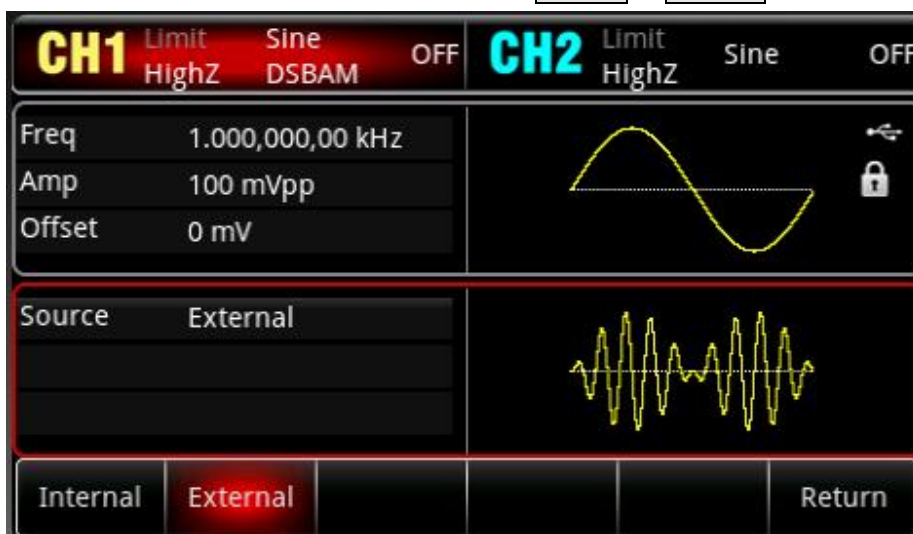 CH1 Limit Sine OFF CH2 Limit Sine OFF
HighZ DSBAM HighZ
Freq 1.000,000,00 kHz
Amp 100 mVpp
Offset 0 mV
Source External
Internal External Return